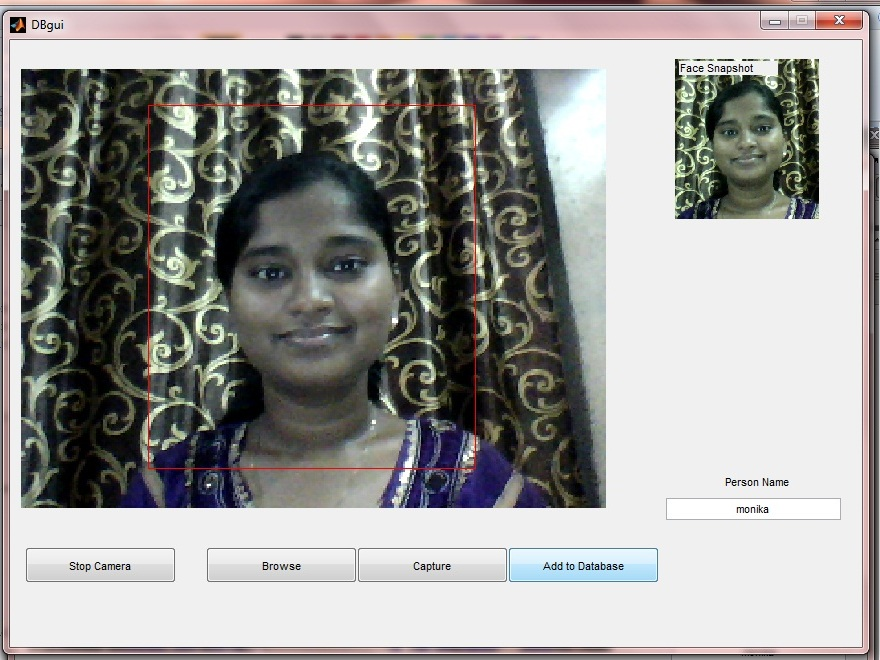 DBgui
Face Snapshot
Person Name
monika
Stop Camera
Browse
Capture
Add to Database